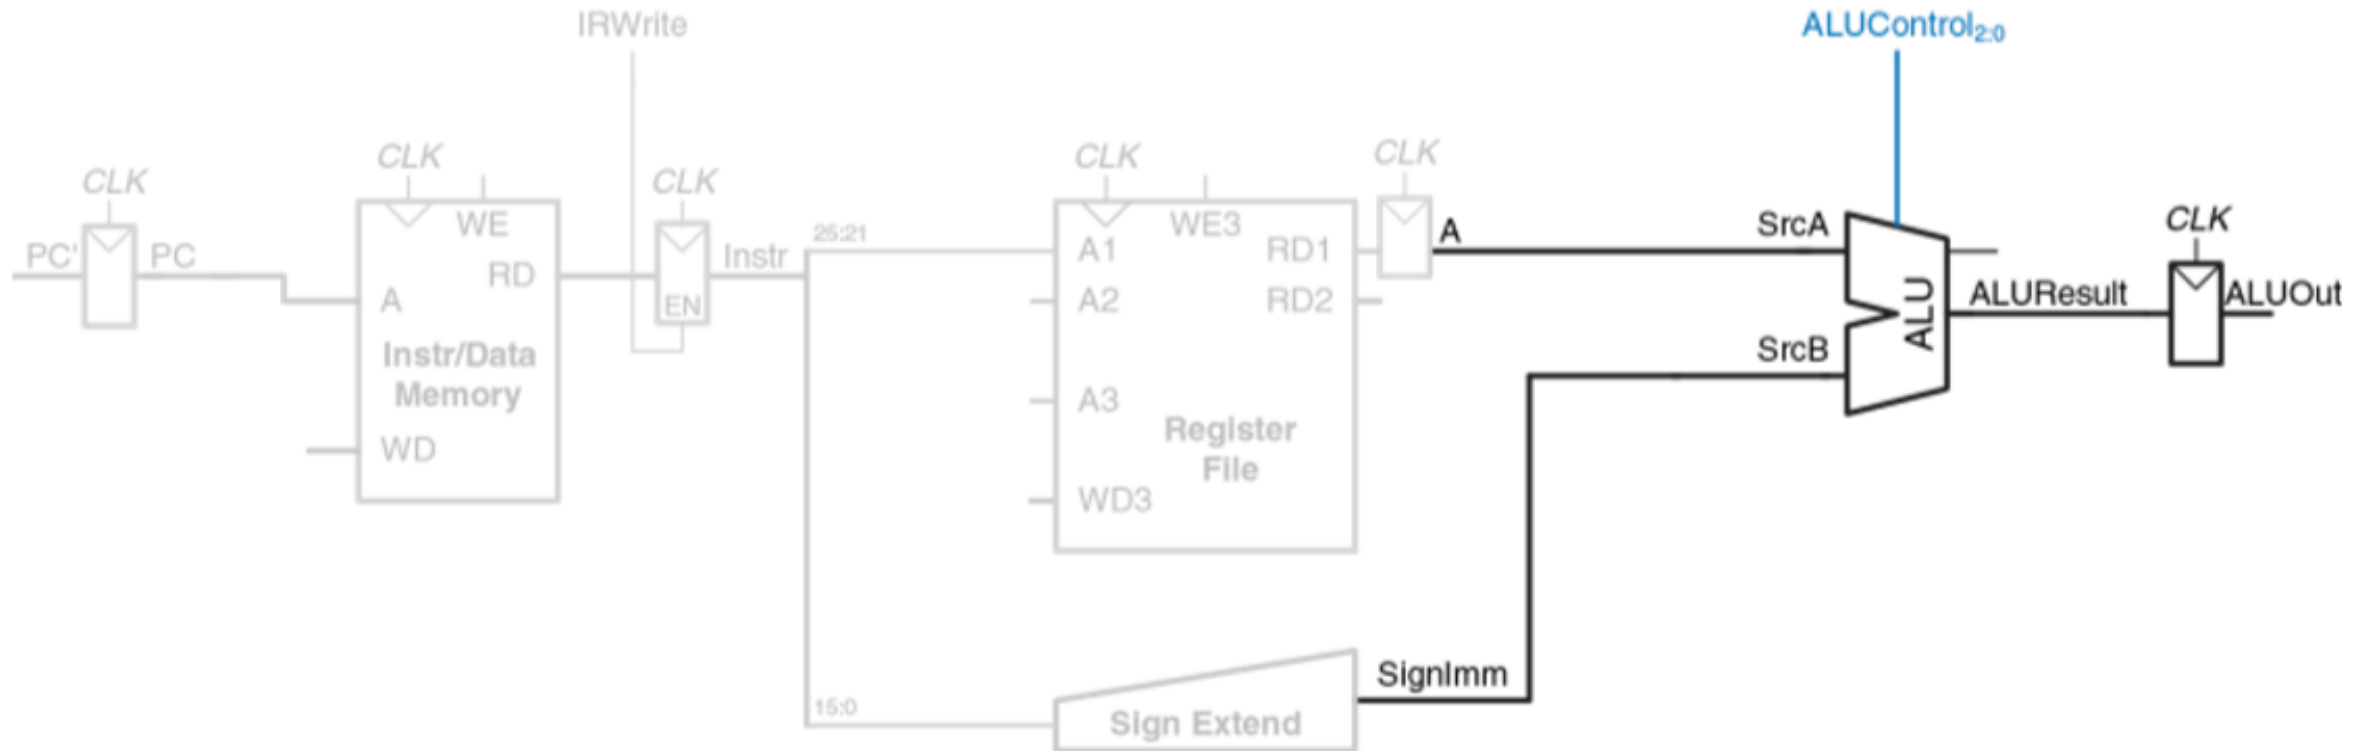 IRWrite
ALUControl2:0
CLK
CLK
CLK
CLK
CLK
CLK
PC'
PC
WE
RD
A
Instr/Data
Memory
WD
EN
Instr
25:21
15:0
A1
A2
A3
WD3
WE3
RD1
RD2
Register
File
A
SrcA
SrcB
ALU
ALUResult
ALUOut
SignImm
Sign Extend